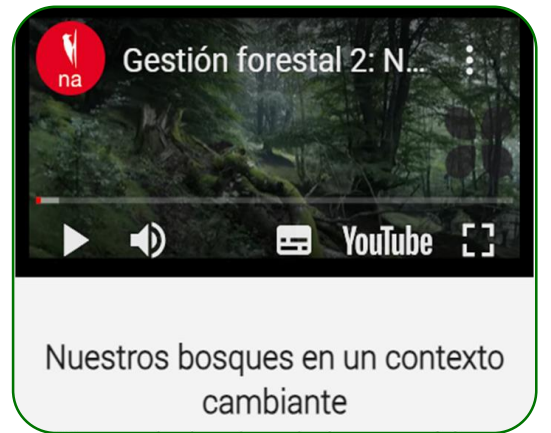 na
Gestión forestal 2: N...
YouTube
Nuestros bosques en un contexto
cambiante